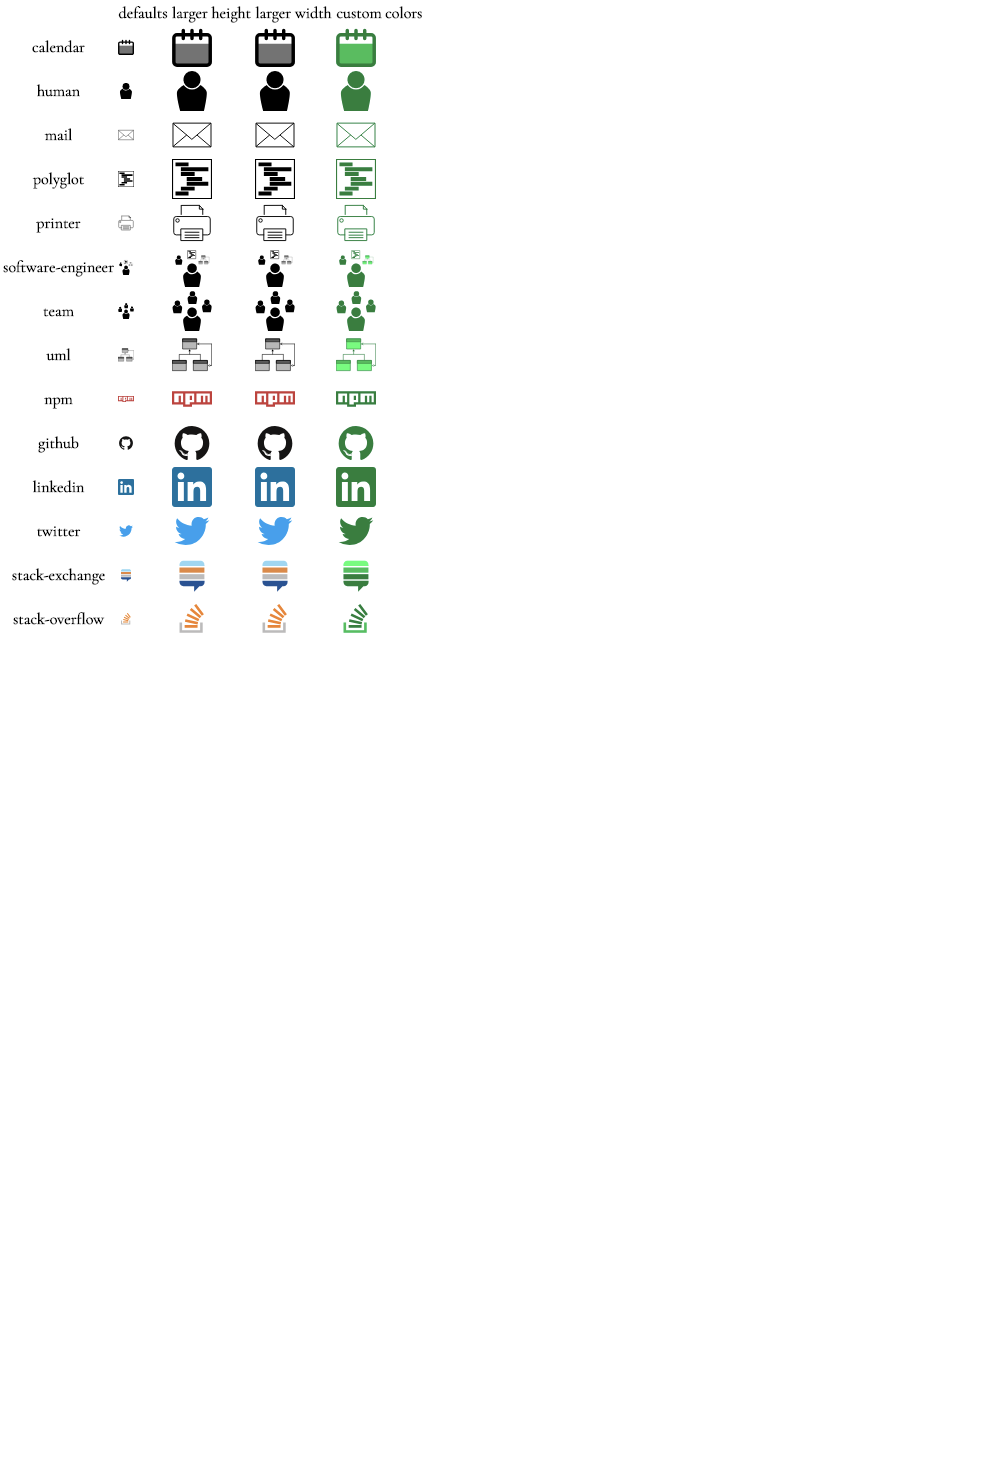 defaults larger height larger width custom colors
calendar
human
mail
polyglot
printer
software-engineer
team
uml
npm npm npm npm npm
github
linkedin in in in in
twitter
stack-exchange
stack-overflow